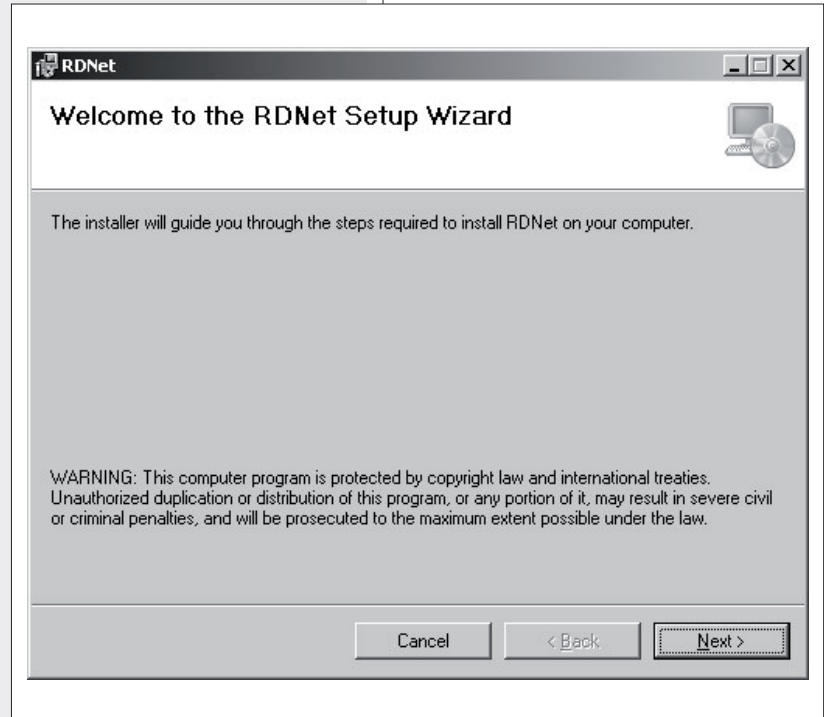 RDNet
Welcome to the RDNet Setup Wizard
The installer will guide you through the steps required to install RDNet on your computer.
WARNING: This computer program is protected by copyright law and international treaties.
Unauthorized duplication or distribution of this program, or any portion of it, may result in severe civil
or criminal penalties, and will be prosecuted to the maximum extent possible under the law.
Cancel
< Back
Next >